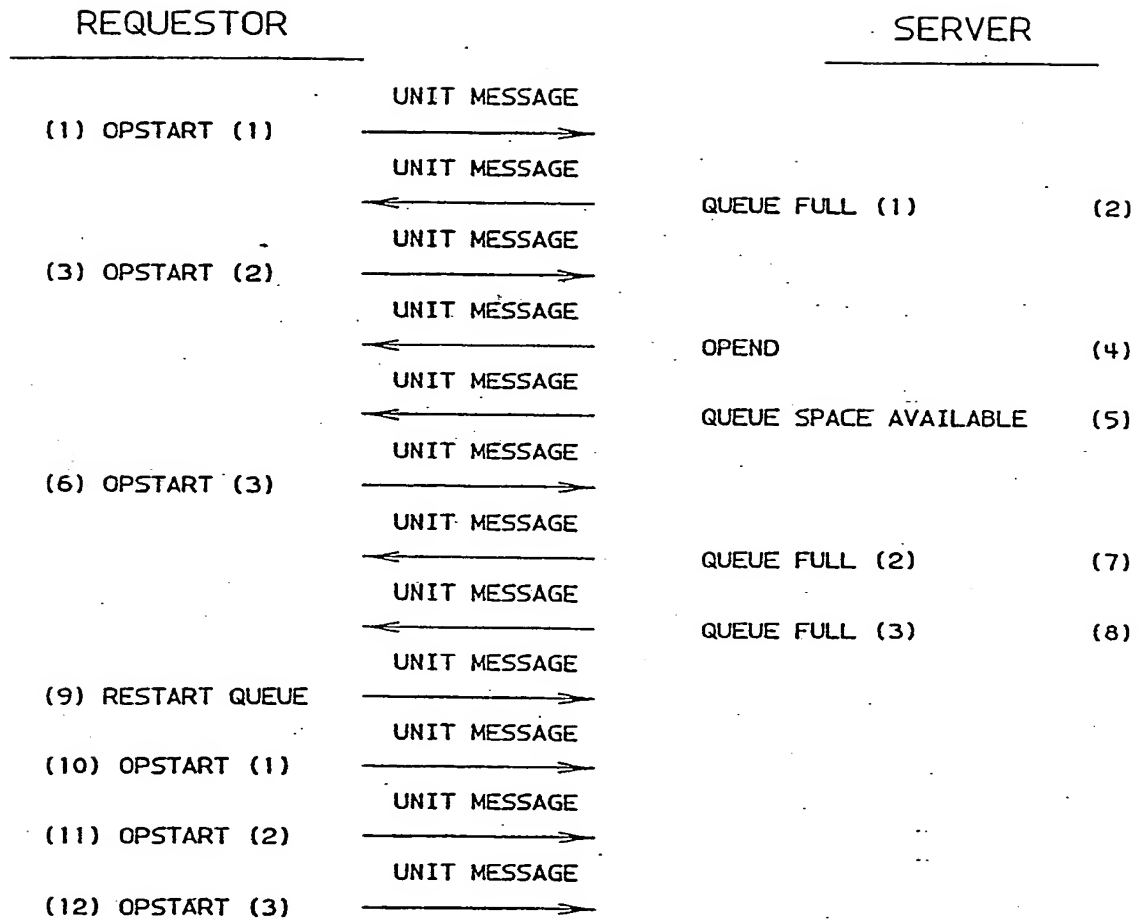 REQUESTOR
SERVER
UNIT MESSAGE
(1) OPSTART (1)
UNIT MESSAGE
QUEUE FULL (1) (2)
UNIT MESSAGE
(3) OPSTART (2)
UNIT MESSAGE
OPEND (4)
UNIT MESSAGE
QUEUE SPACE AVAILABLE (5)
UNIT MESSAGE
(6) OPSTART (3)
UNIT MESSAGE
QUEUE FULL (2) (7)
UNIT MESSAGE
QUEUE FULL (3) (8)
UNIT MESSAGE
(9) RESTART QUEUE
UNIT MESSAGE
(10) OPSTART (1)
UNIT MESSAGE
(11) OPSTART (2)
UNIT MESSAGE
(12) OPSTART (3)